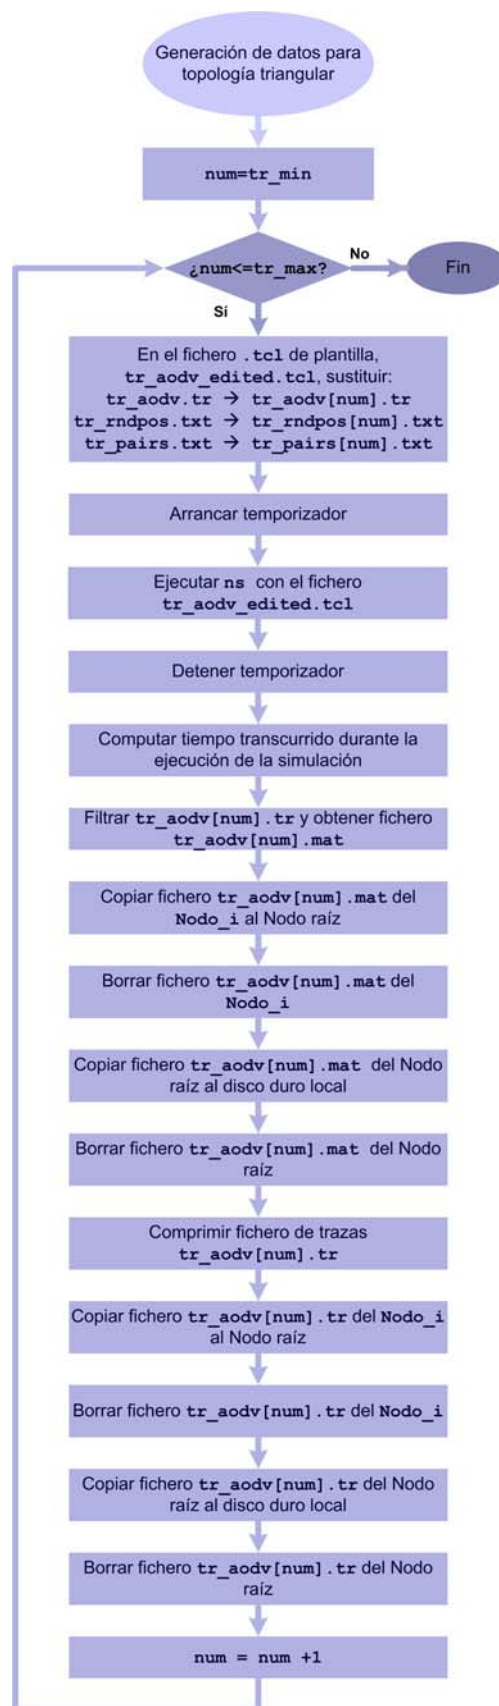 Generación de datos para
topología triangular
num=tr_min
¿num<=tr_max?
No
Fin
Sí
En el fichero .tcl de plantilla,
tr_aodv_edited.tcl, sustituir:
tr_aodv.tr → tr_aodv[num].tr
tr_rndpos.txt → tr_rndpos[num].txt
tr_pairs.txt → tr_pairs[num].txt
Arrancar temporizador
Ejecutar ns con el fichero
tr_aodv_edited.tcl
Detener temporizador
Computar tiempo transcurrido durante la
ejecución de la simulación
Filtrar tr_aodv[num].tr y obtener fichero
tr_aodv[num].mat
Copiar fichero tr_aodv[num].mat del
Nodo_i al Nodo raíz
Borrar fichero tr_aodv[num].mat del
Nodo_i
Copiar fichero tr_aodv[num].mat del Nodo
raíz al disco duro local
Borrar fichero tr_aodv[num].mat del Nodo
raíz
Comprimir fichero de trazas
tr_aodv[num].tr
Copiar fichero tr_aodv[num].tr del Nodo_i
al Nodo raíz
Borrar fichero tr_aodv[num].tr del Nodo_i
Copiar fichero tr_aodv[num].tr del Nodo
raíz al disco duro local
Borrar fichero tr_aodv[num].tr del Nodo
raíz
num = num +1